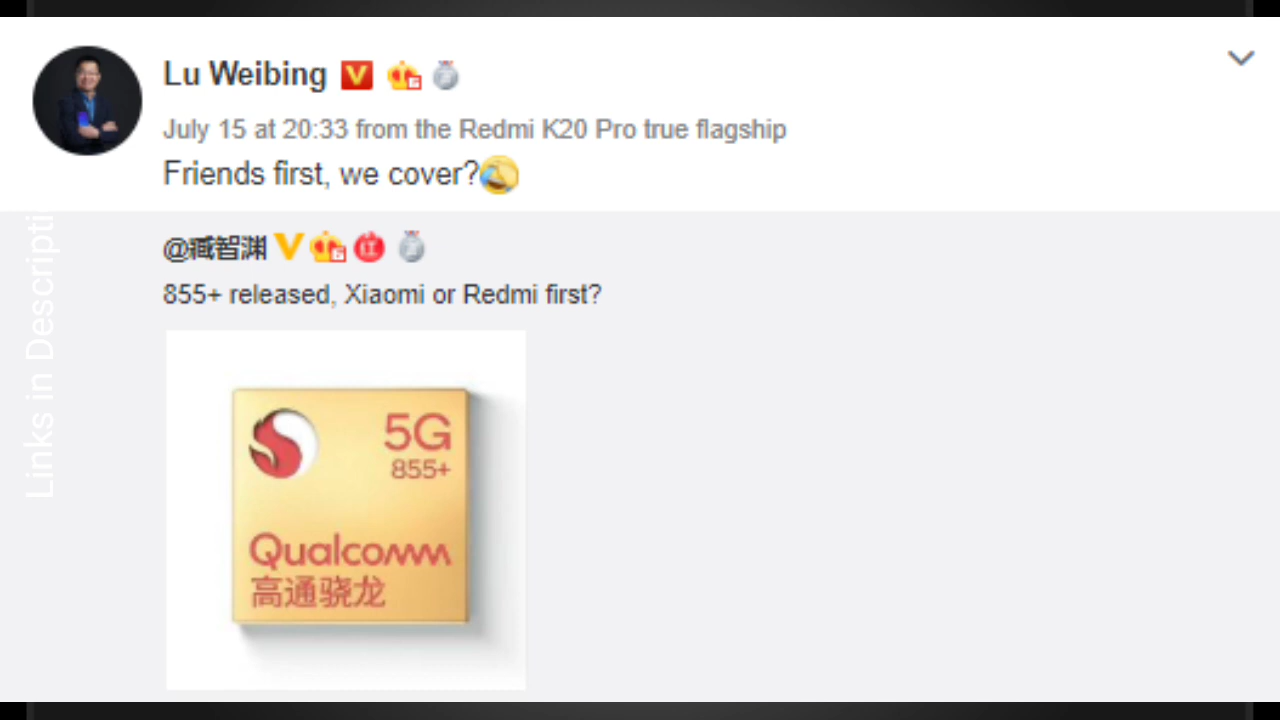 Lu Weibing
July 15 at 20:33 from the Redmi K20 Pro true flagship
Friends first, we cover?
@臧智渊
855+ released, Xiaomi or Redmi first?
5G
855+
Qualcomm
高通骁龙
Links in Descripti